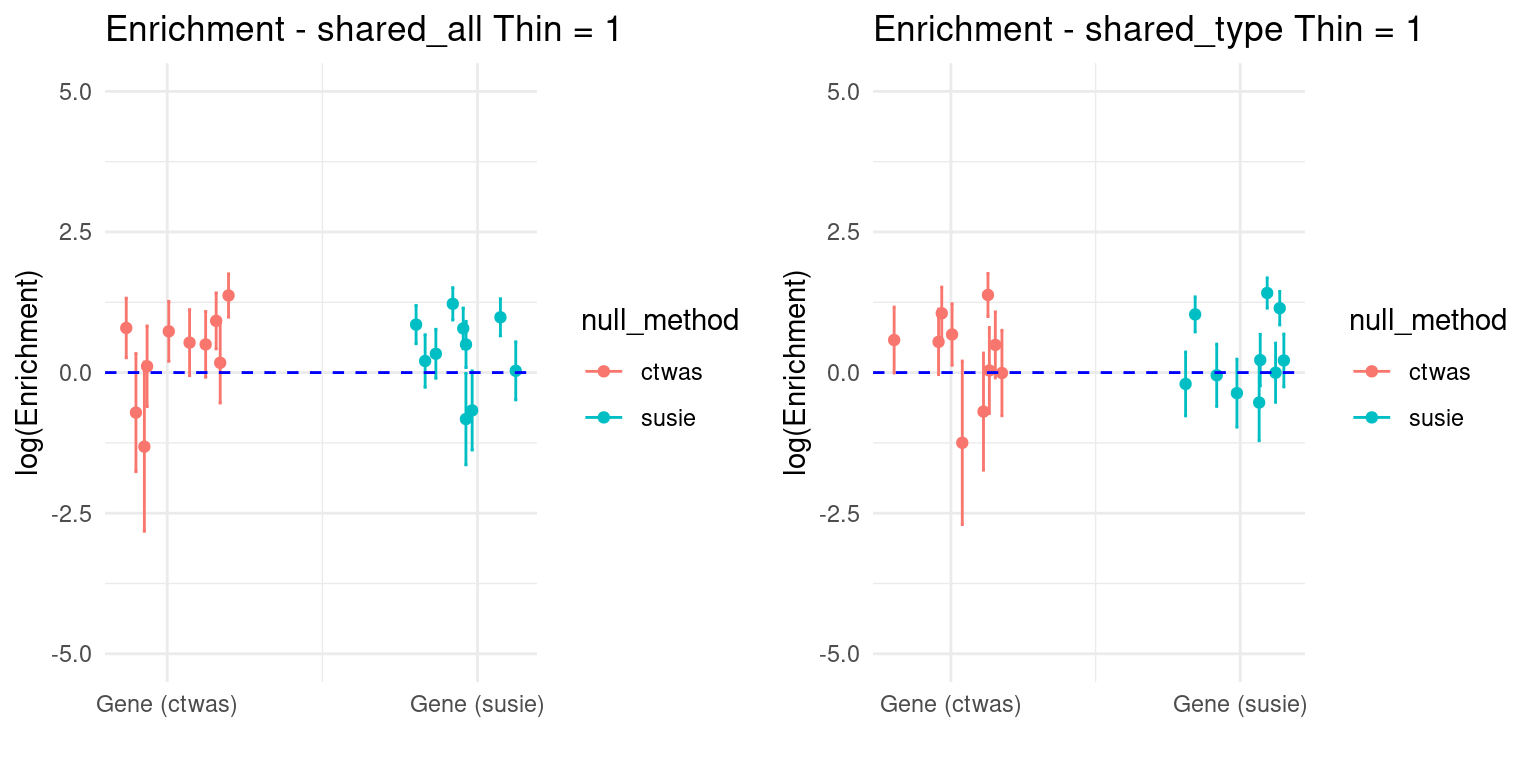 Enrichment - shared_all Thin = 1
log(Enrichment)
5.0
2.5
0.0
-2.5
-5.0
Gene (ctwas)
Gene (susie)
null_method
ctwas
susie
Enrichment - shared_type Thin = 1
log(Enrichment)
5.0
2.5
0.0
-2.5
-5.0
Gene (ctwas)
Gene (susie)
null_method
ctwas
susie